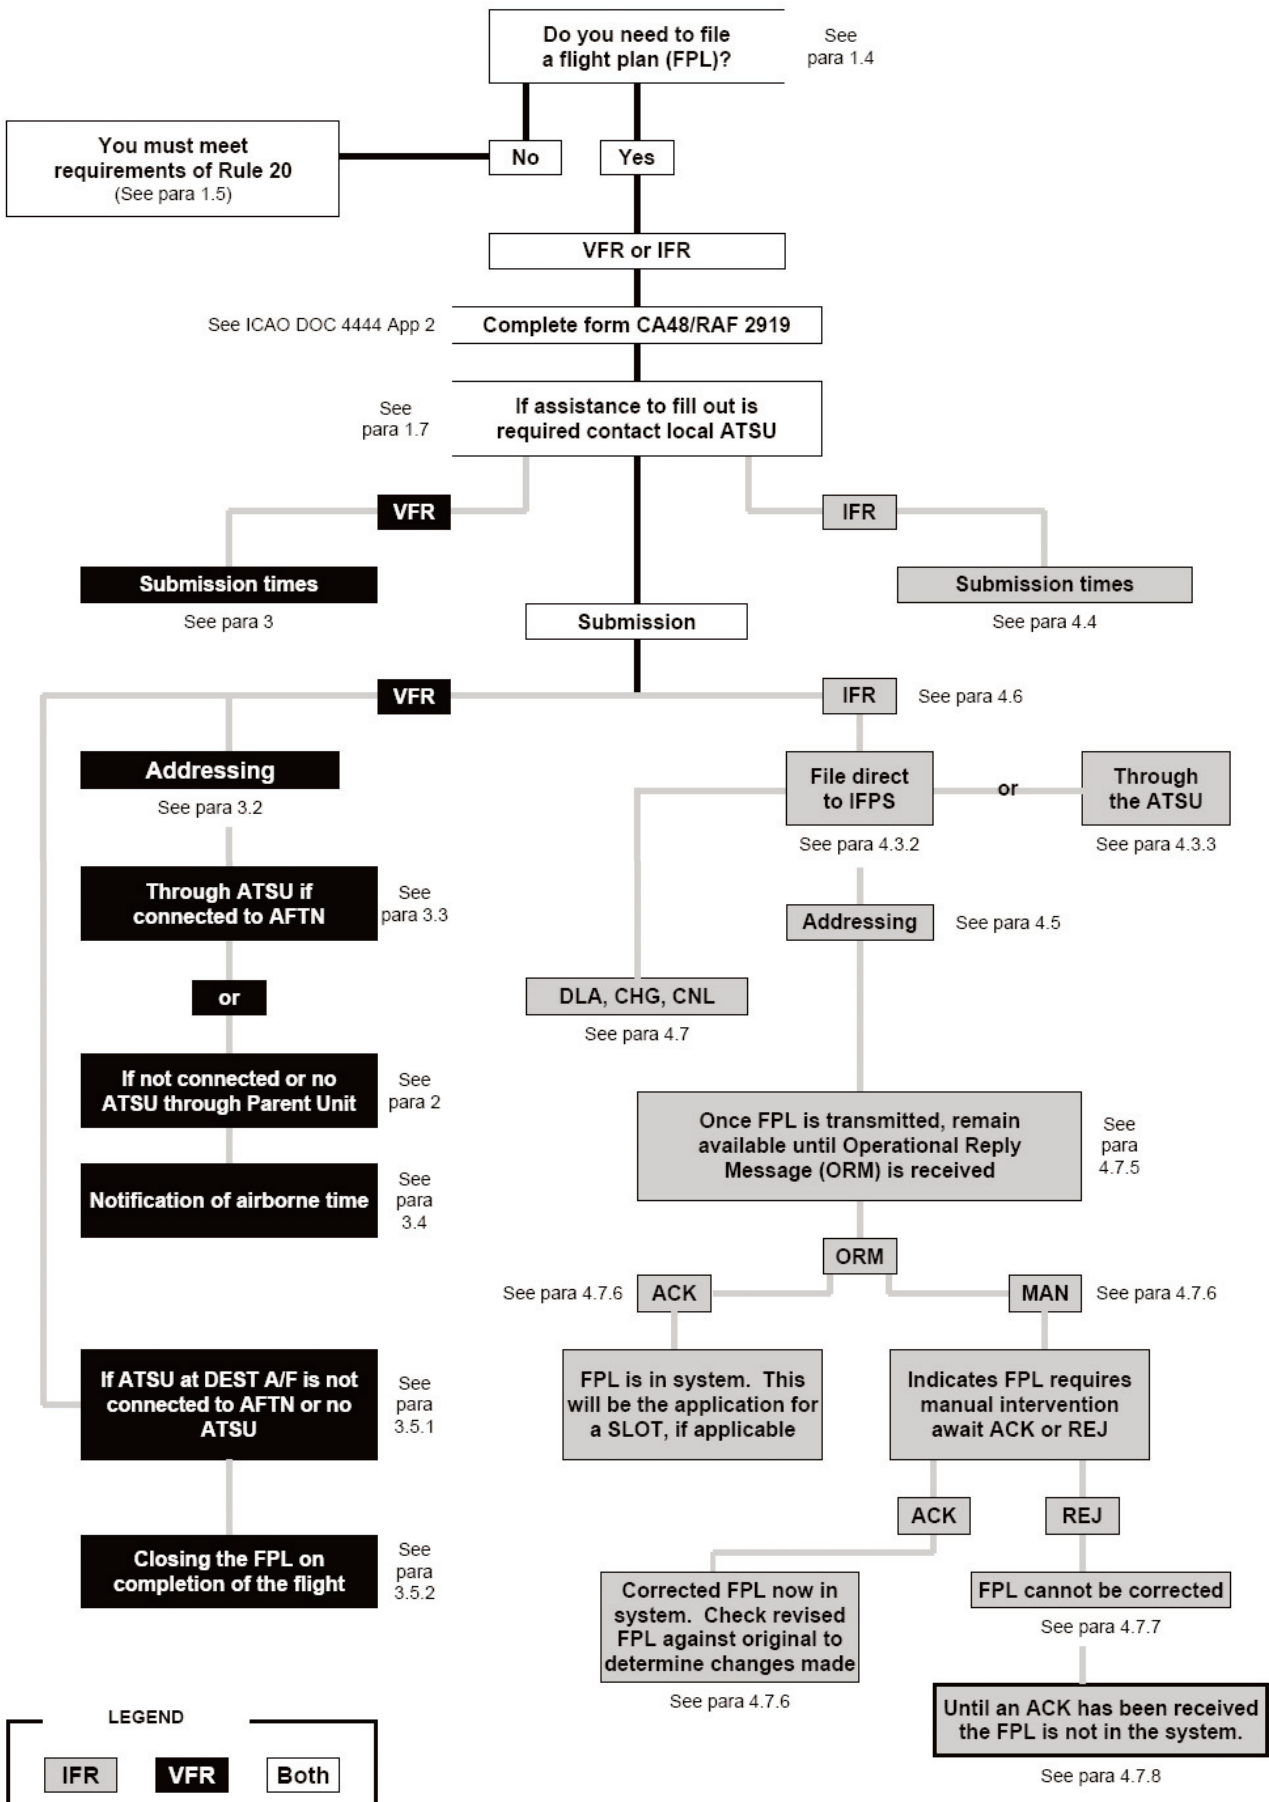 Do you need to file
a flight plan (FPL)?
See
para 1.4
You must meet
requirements of Rule 20
(See para 1.5)
No
Yes
VFR or IFR
See ICAO DOC 4444 App 2
Complete form CA48/RAF 2919
See
para 1.7
If assistance to fill out is
required contact local ATSU
VFR
IFR
Submission times
See para 3
Submission times
See para 4.4
Submission
VFR
IFR
See para 4.6
Addressing
See para 3.2
File direct
to IFPS
See para 4.3.2
or
Through
the ATSU
See para 4.3.3
Through ATSU if
connected to AFTN
See
para 3.3
Addressing
See para 4.5
or
DLA, CHG, CNL
See para 4.7
If not connected or no
ATSU through Parent Unit
See
para 2
Once FPL is transmitted, remain
available until Operational Reply
Message (ORM) is received
See
para
4.7.5
Notification of airborne time
See
para
3.4
ORM
See para 4.7.6
ACK
MAN
See para 4.7.6
If ATSU at DEST A/F is not
connected to AFTN or no
ATSU
See
para
3.5.1
FPL is in system. This
will be the application for
a SLOT, if applicable
Indicates FPL requires
manual intervention
await ACK or REJ
ACK
REJ
Closing the FPL on
completion of the flight
See
para
3.5.2
Corrected FPL now in
system. Check revised
FPL against original to
determine changes made
See para 4.7.6
FPL cannot be corrected
See para 4.7.7
Until an ACK has been received
the FPL is not in the system.
See para 4.7.8
LEGEND
IFR
VFR
Both